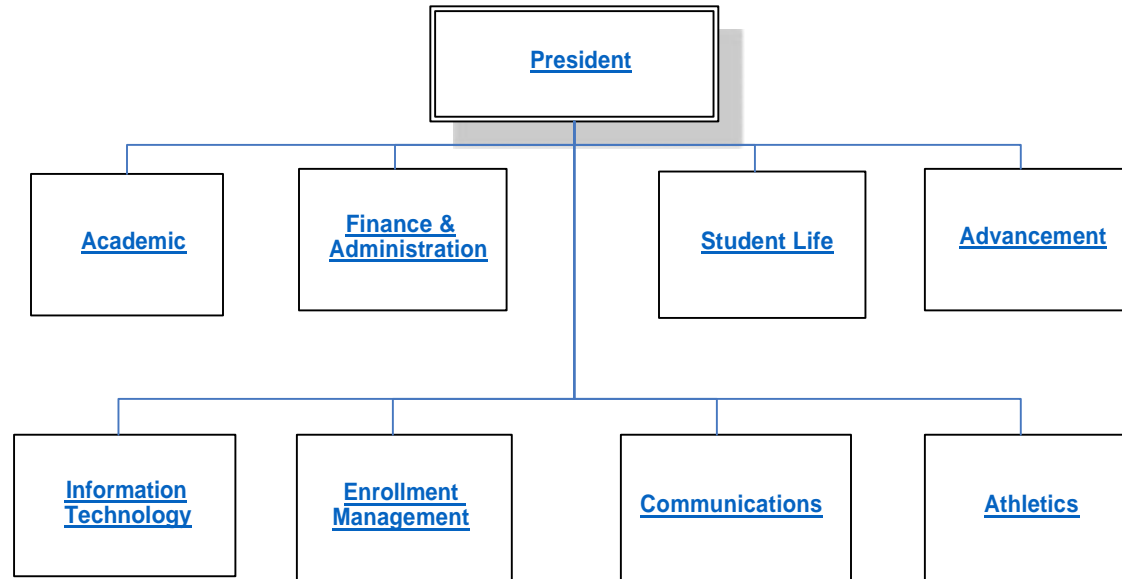 President
Academic
Finance &
Administration
Student Life
Advancement
Information
Technology
Enrollment
Management
Communications
Athletics